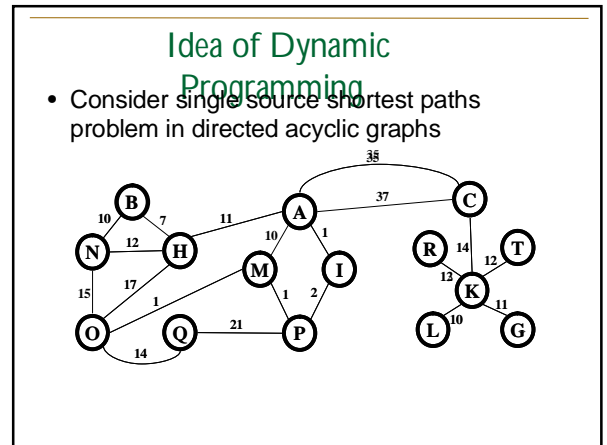 Idea of Dynamic
Programming
• Consider single source shortest paths
problem in directed acyclic graphs
35
B
A
37
C
10
7
11
N
12
H
10
1
R
14
T
M
I
12
15
17
1
1
2
K
10
11
O
Q
21
P
L
G
14